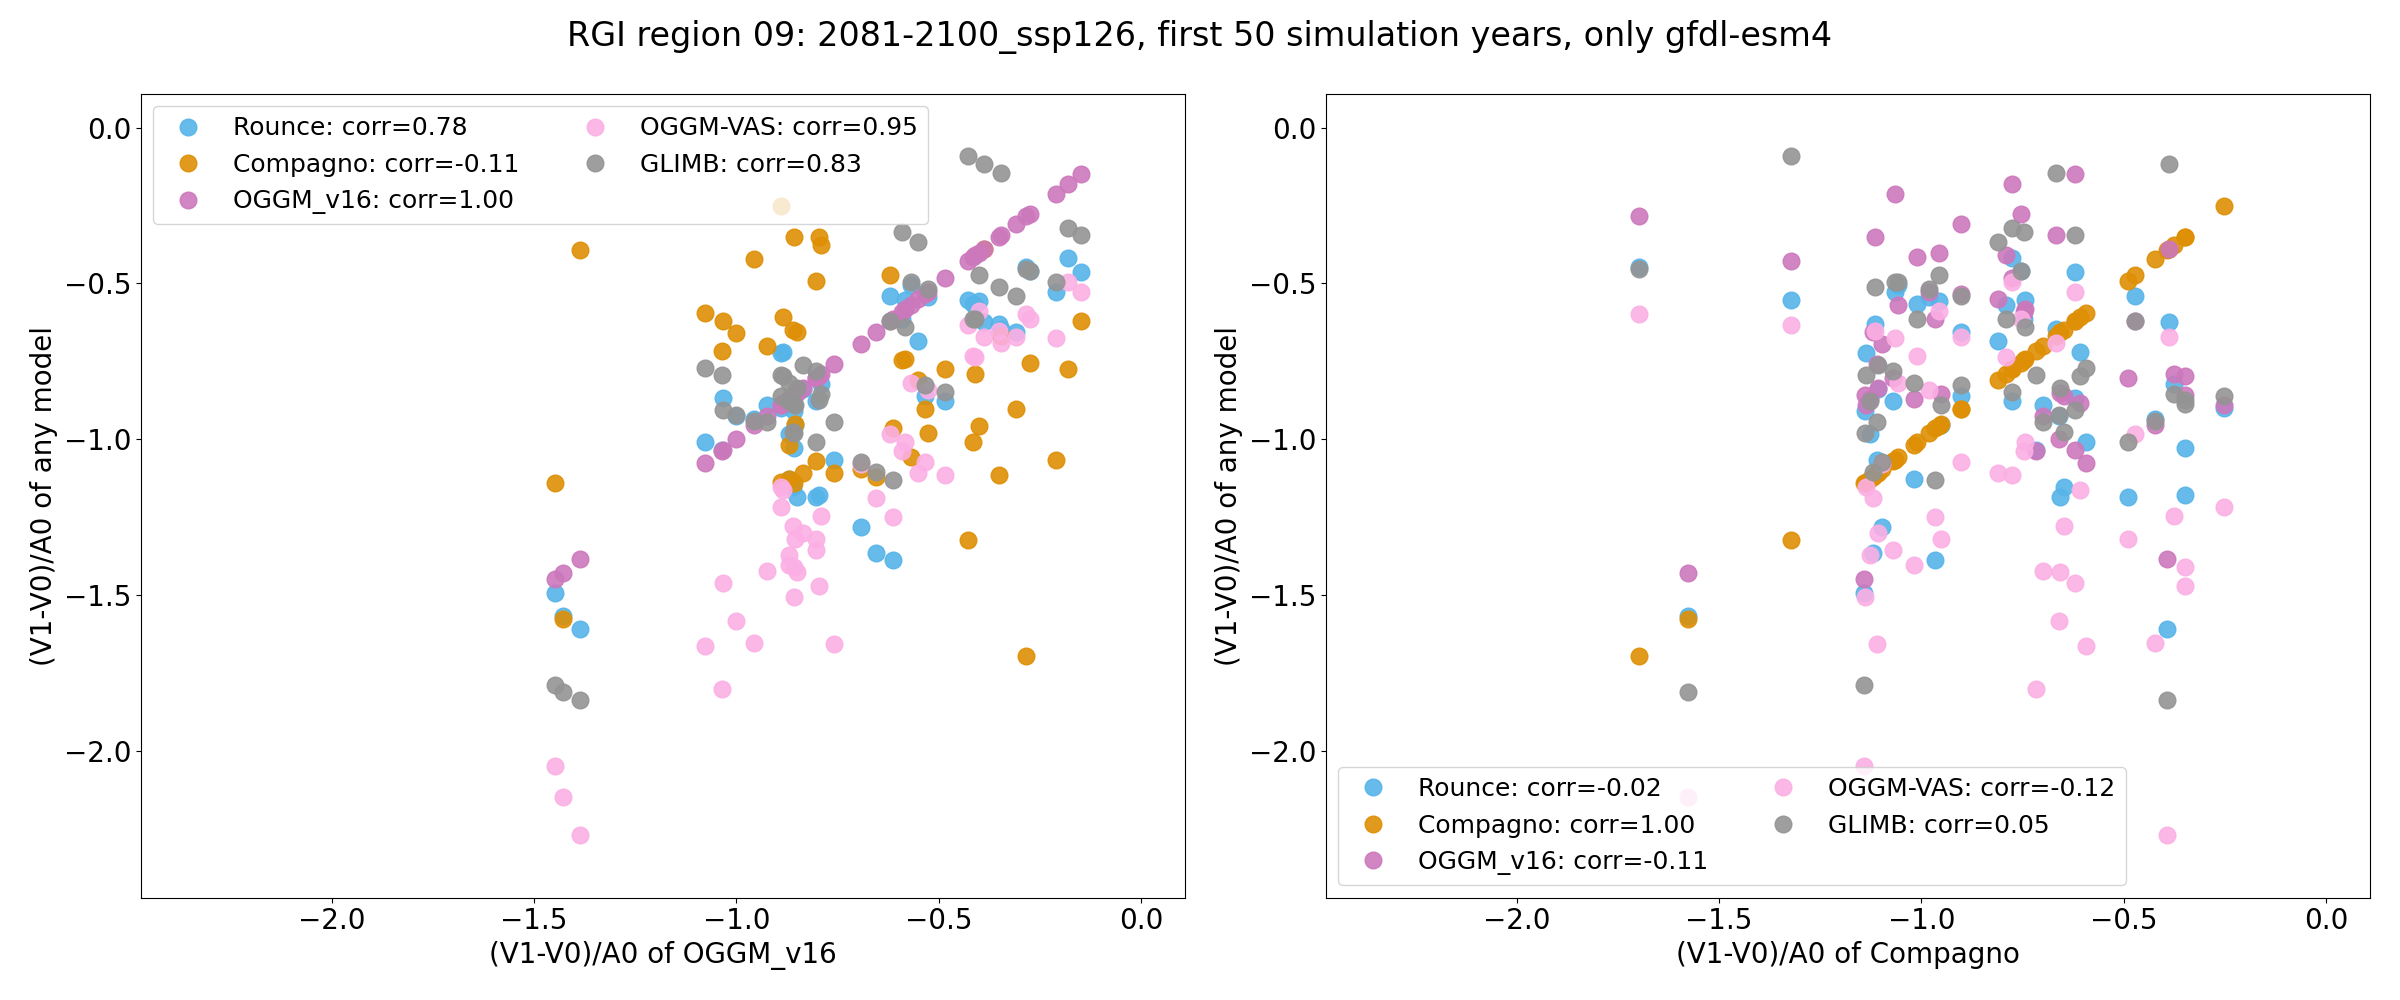 RGI region 09: 2081-2100_ssp126, first 50 simulation years, only gfdl-esm4
Rounce: corr=0.78
Compagno: corr=-0.11
OGGM_v16: corr=1.00
OGGM-VAS: corr=0.95
GLIMB: corr=0.83
0.0
−0.5
−1.0
−1.5
−2.0
(V1-V0)/A0 of any model
−2.0 −1.5 −1.0 −0.5 0.0
(V1-V0)/A0 of OGGM_v16
0.0
−0.5
−1.0
−1.5
−2.0
(V1-V0)/A0 of any model
Rounce: corr=-0.02
Compagno: corr=1.00
OGGM_v16: corr=-0.11
OGGM-VAS: corr=-0.12
GLIMB: corr=0.05
−2.0 −1.5 −1.0 −0.5 0.0
(V1-V0)/A0 of Compagno